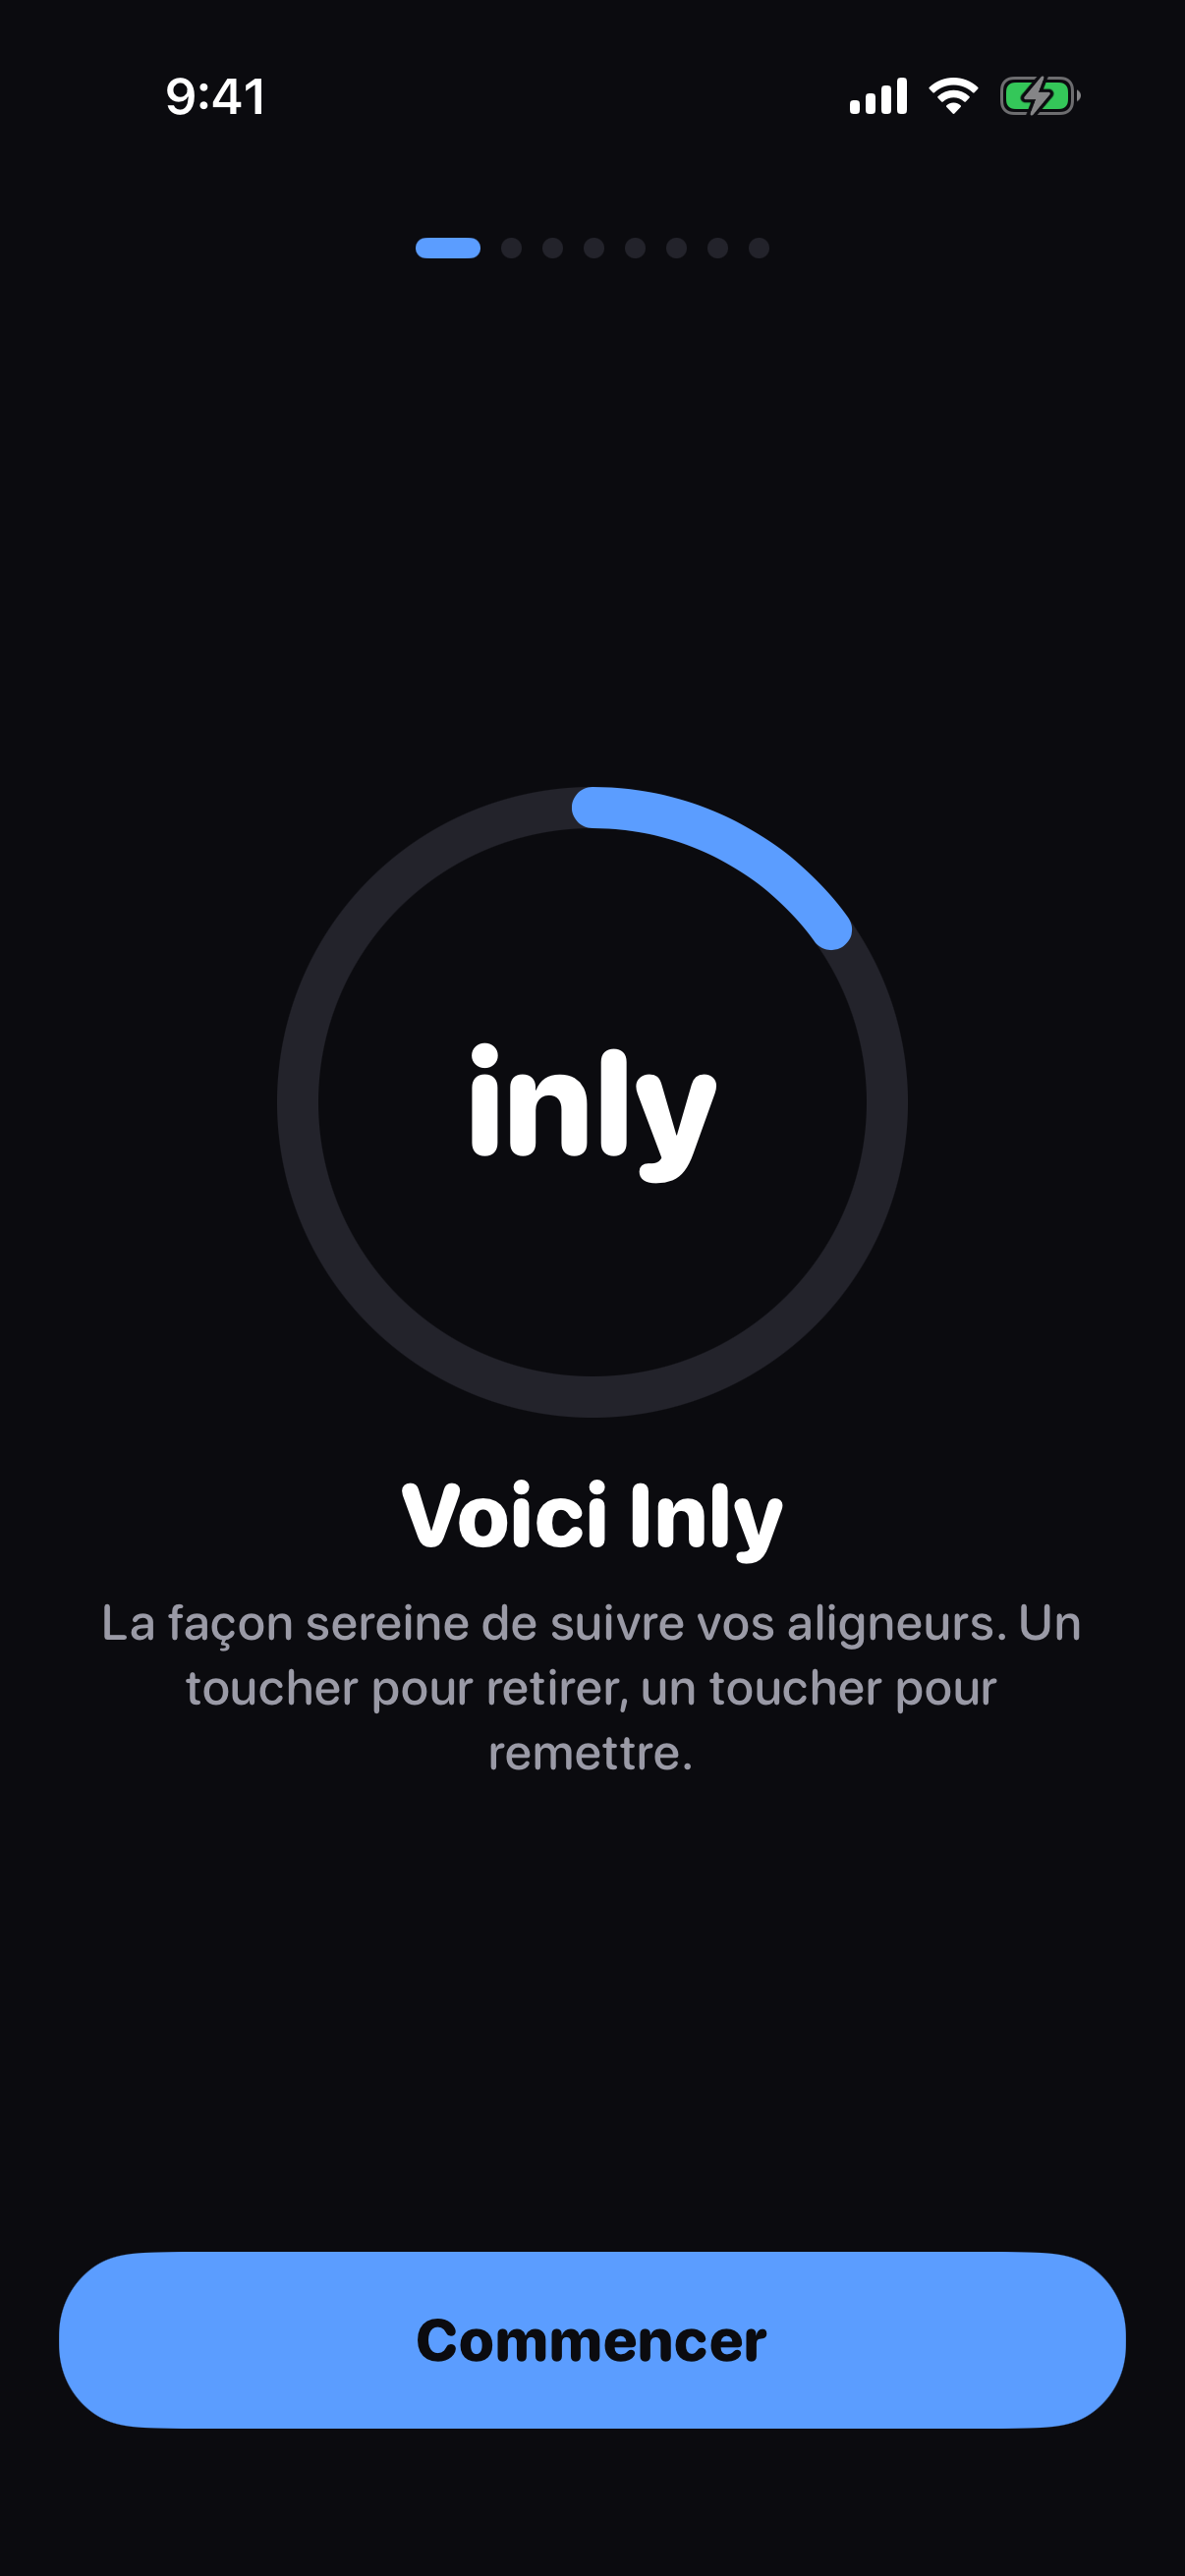 9:41
inly
Voici Inly
La façon sereine de suivre vos aligneurs. Un
toucher pour retirer, un toucher pour
remettre.
Commencer